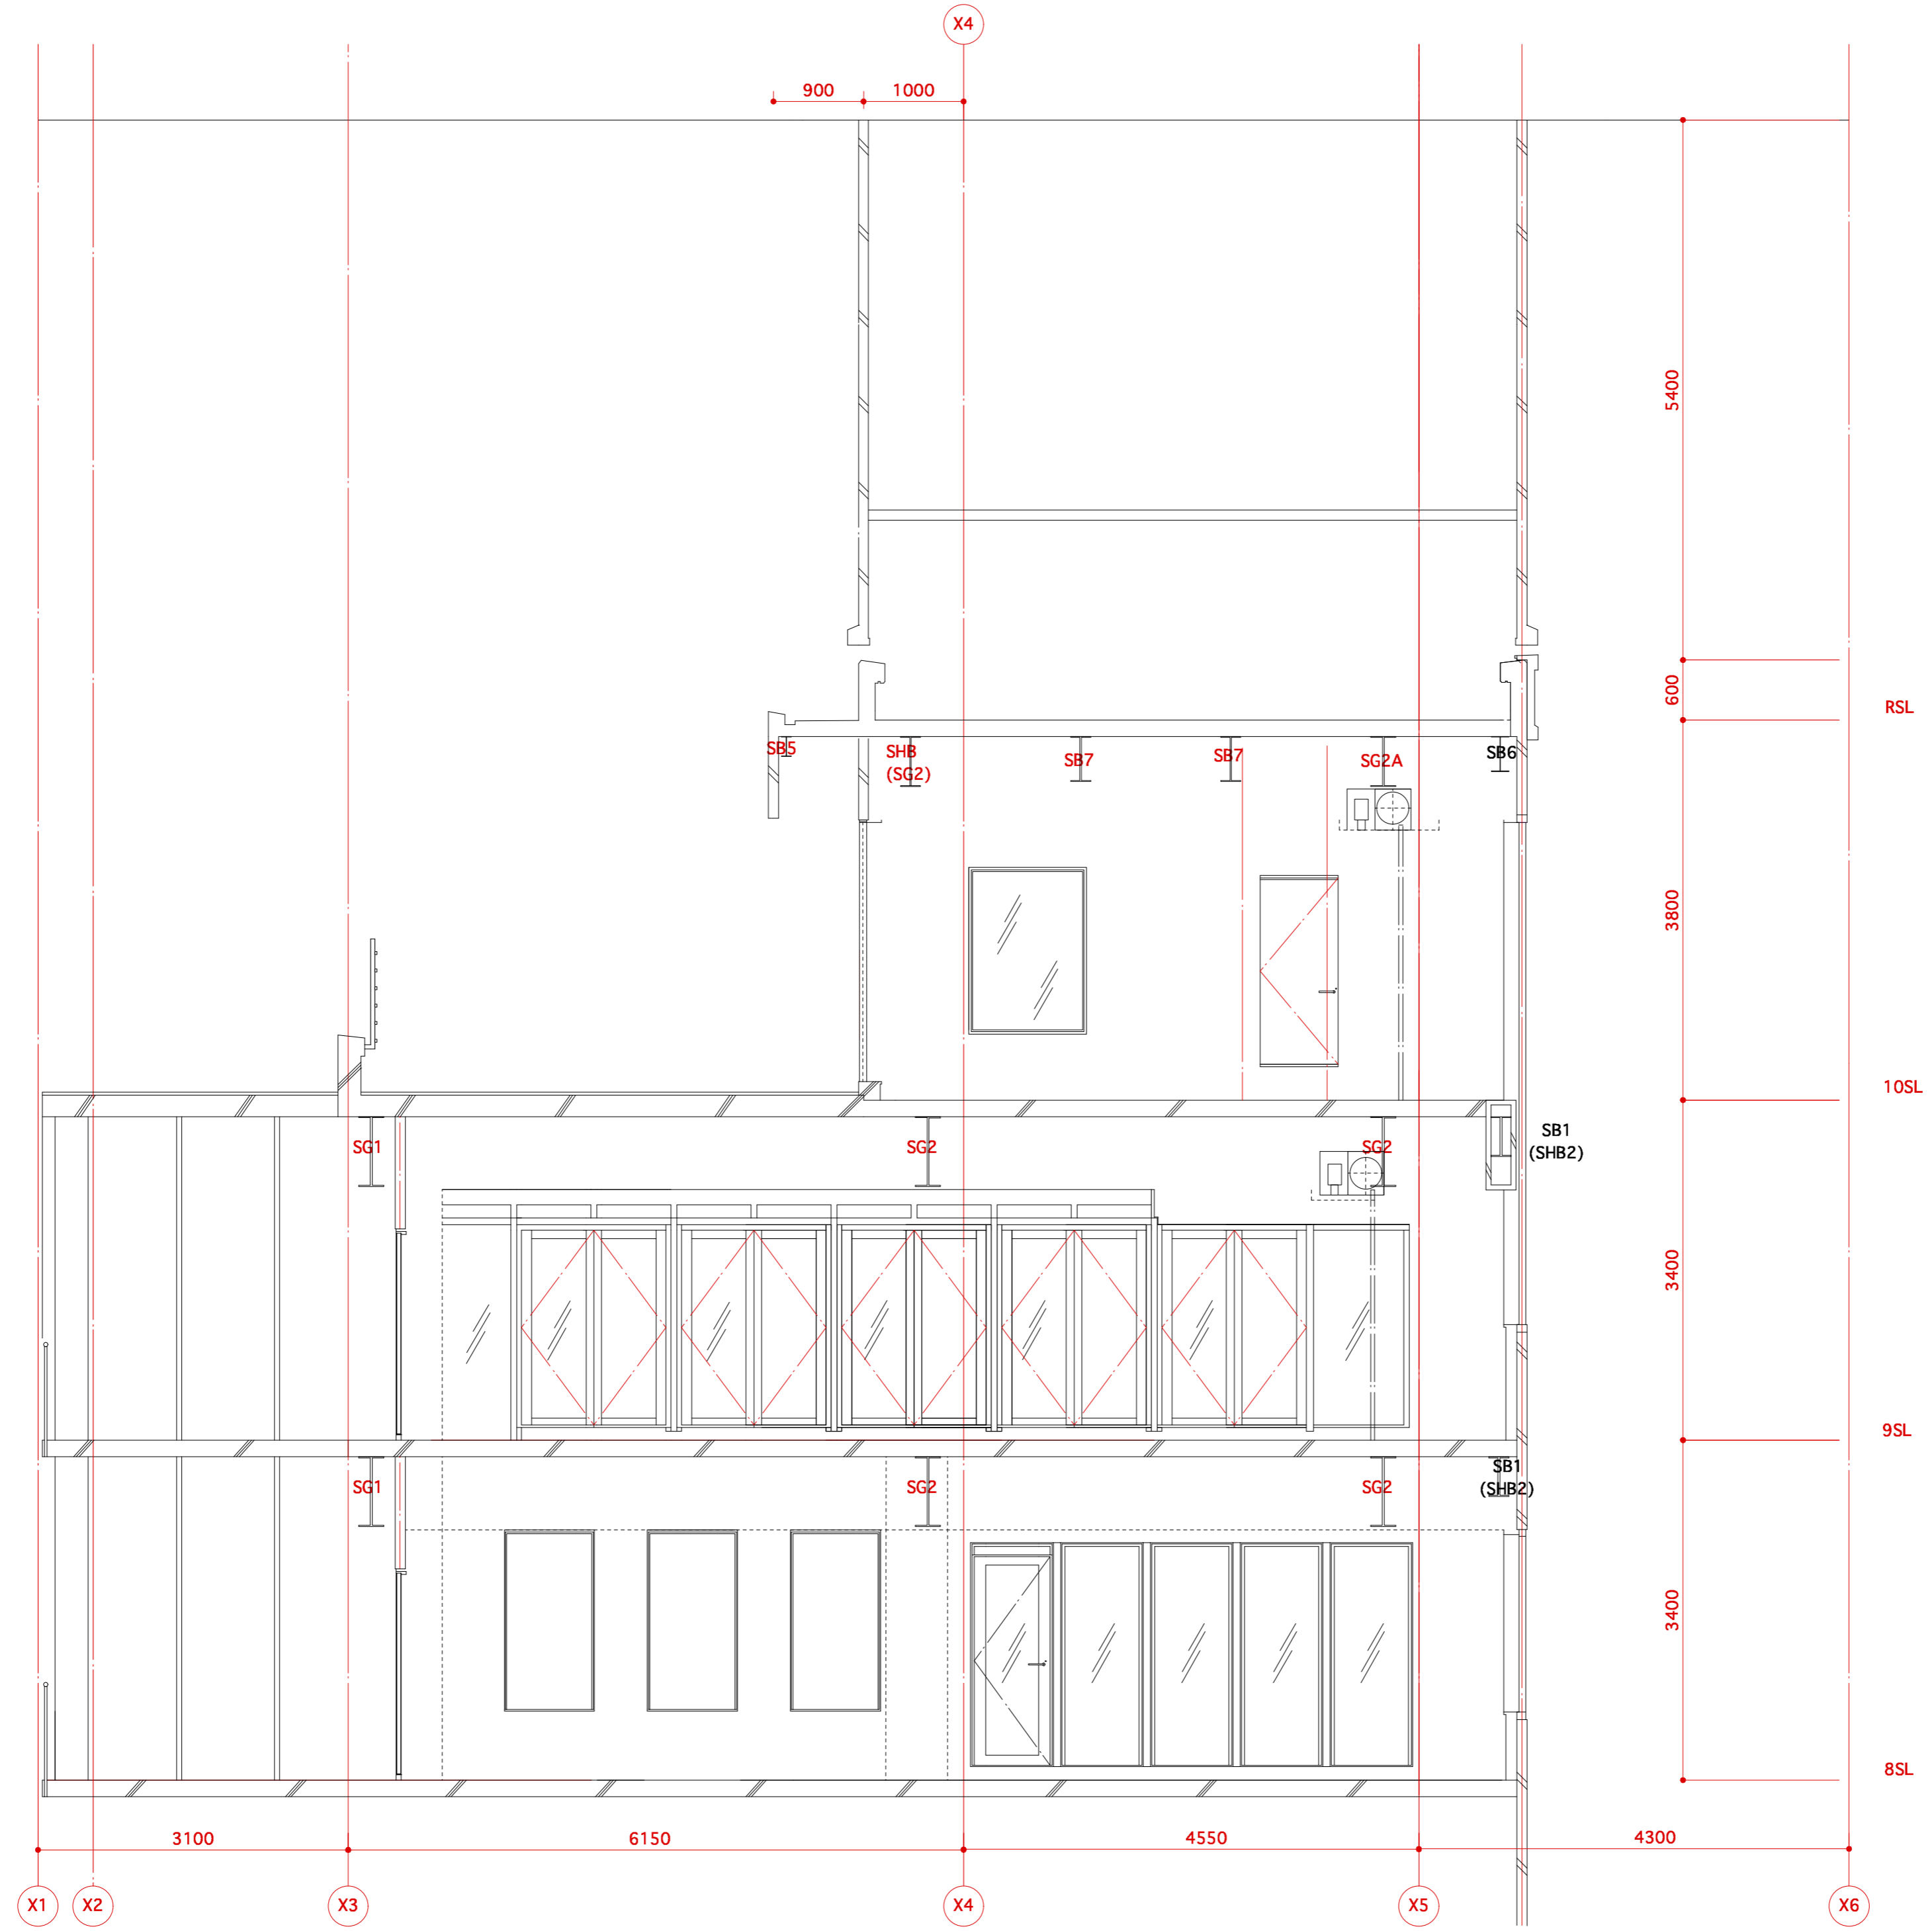 X4
900 1000
5400
600
RSL
SB5
SHB
(SG2)
SB7
SB7
SG2A
SB6
3800
10SL
SG1
SG2
SG2
SB1
(SHB2)
3400
9SL
SG1
SG2
SG2
SB1
(SHB2)
3400
8SL
3100 6150 4550 4300
X1 X2 X3 X4 X5 X6